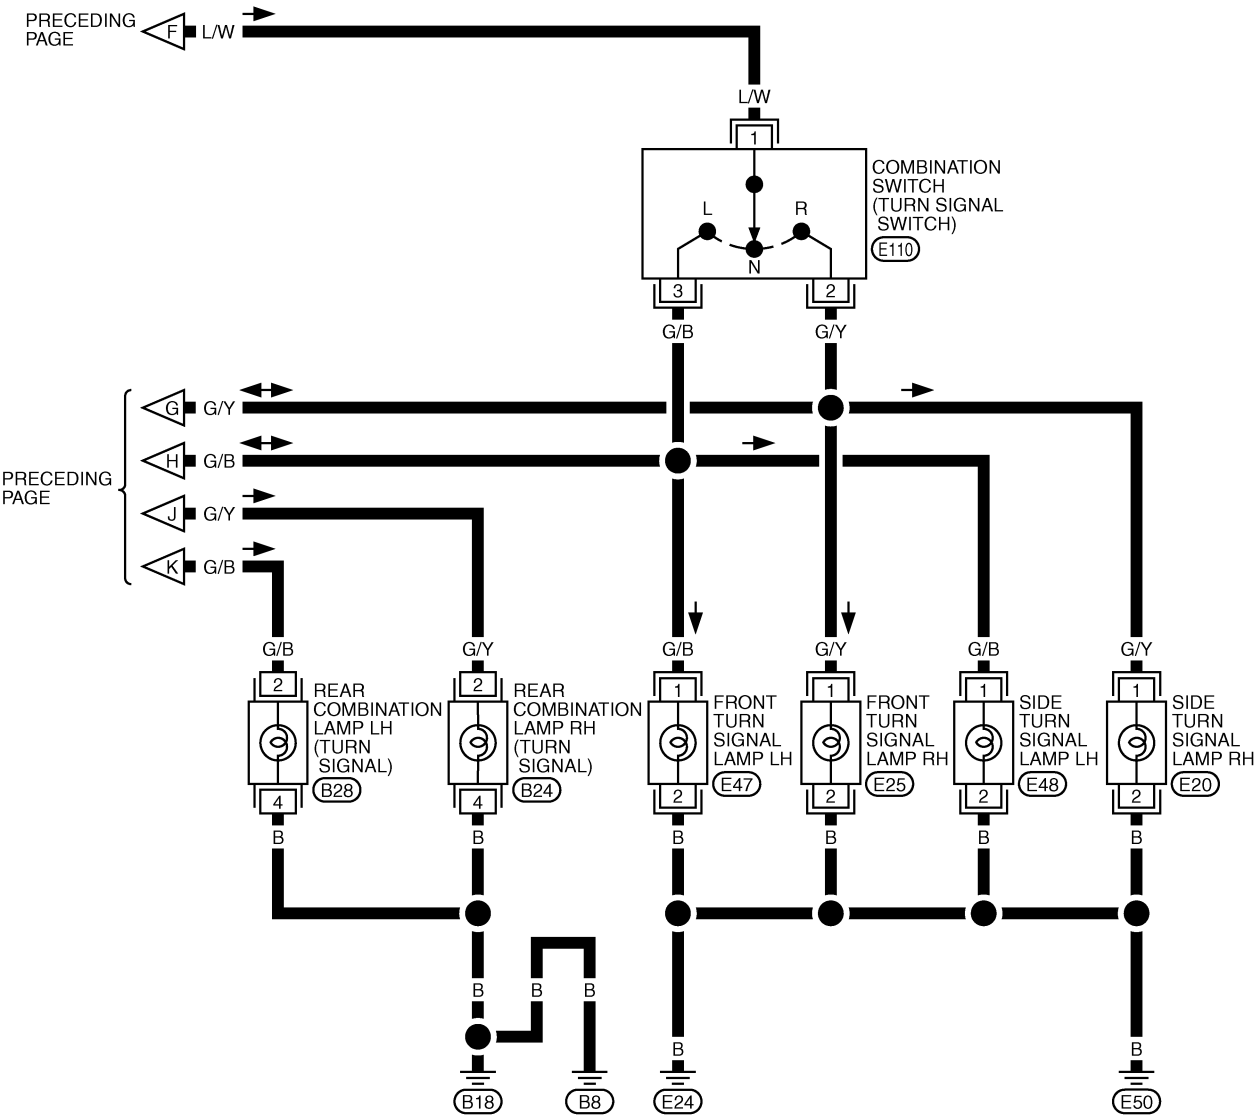 PRECEDING
PAGE
F
L/W
L/W
1
COMBINATION
SWITCH
(TURN SIGNAL
SWITCH)
E110
L
R
N
3
2
G/B
G/Y
PRECEDING
PAGE
G
G/Y
H
G/B
J
G/Y
K
G/B
G/B
G/Y
G/B
G/Y
G/B
G/Y
2
REAR
COMBINATION
LAMP LH
(TURN
SIGNAL)
B28
4
2
REAR
COMBINATION
LAMP RH
(TURN
SIGNAL)
B24
4
1
FRONT
TURN
SIGNAL
LAMP LH
E47
2
1
FRONT
TURN
SIGNAL
LAMP RH
E25
2
1
SIDE
TURN
SIGNAL
LAMP LH
E48
2
1
SIDE
TURN
SIGNAL
LAMP RH
E20
2
B
B
B
B
B
B
B
B
B
B
B
B18
B8
E24
E50